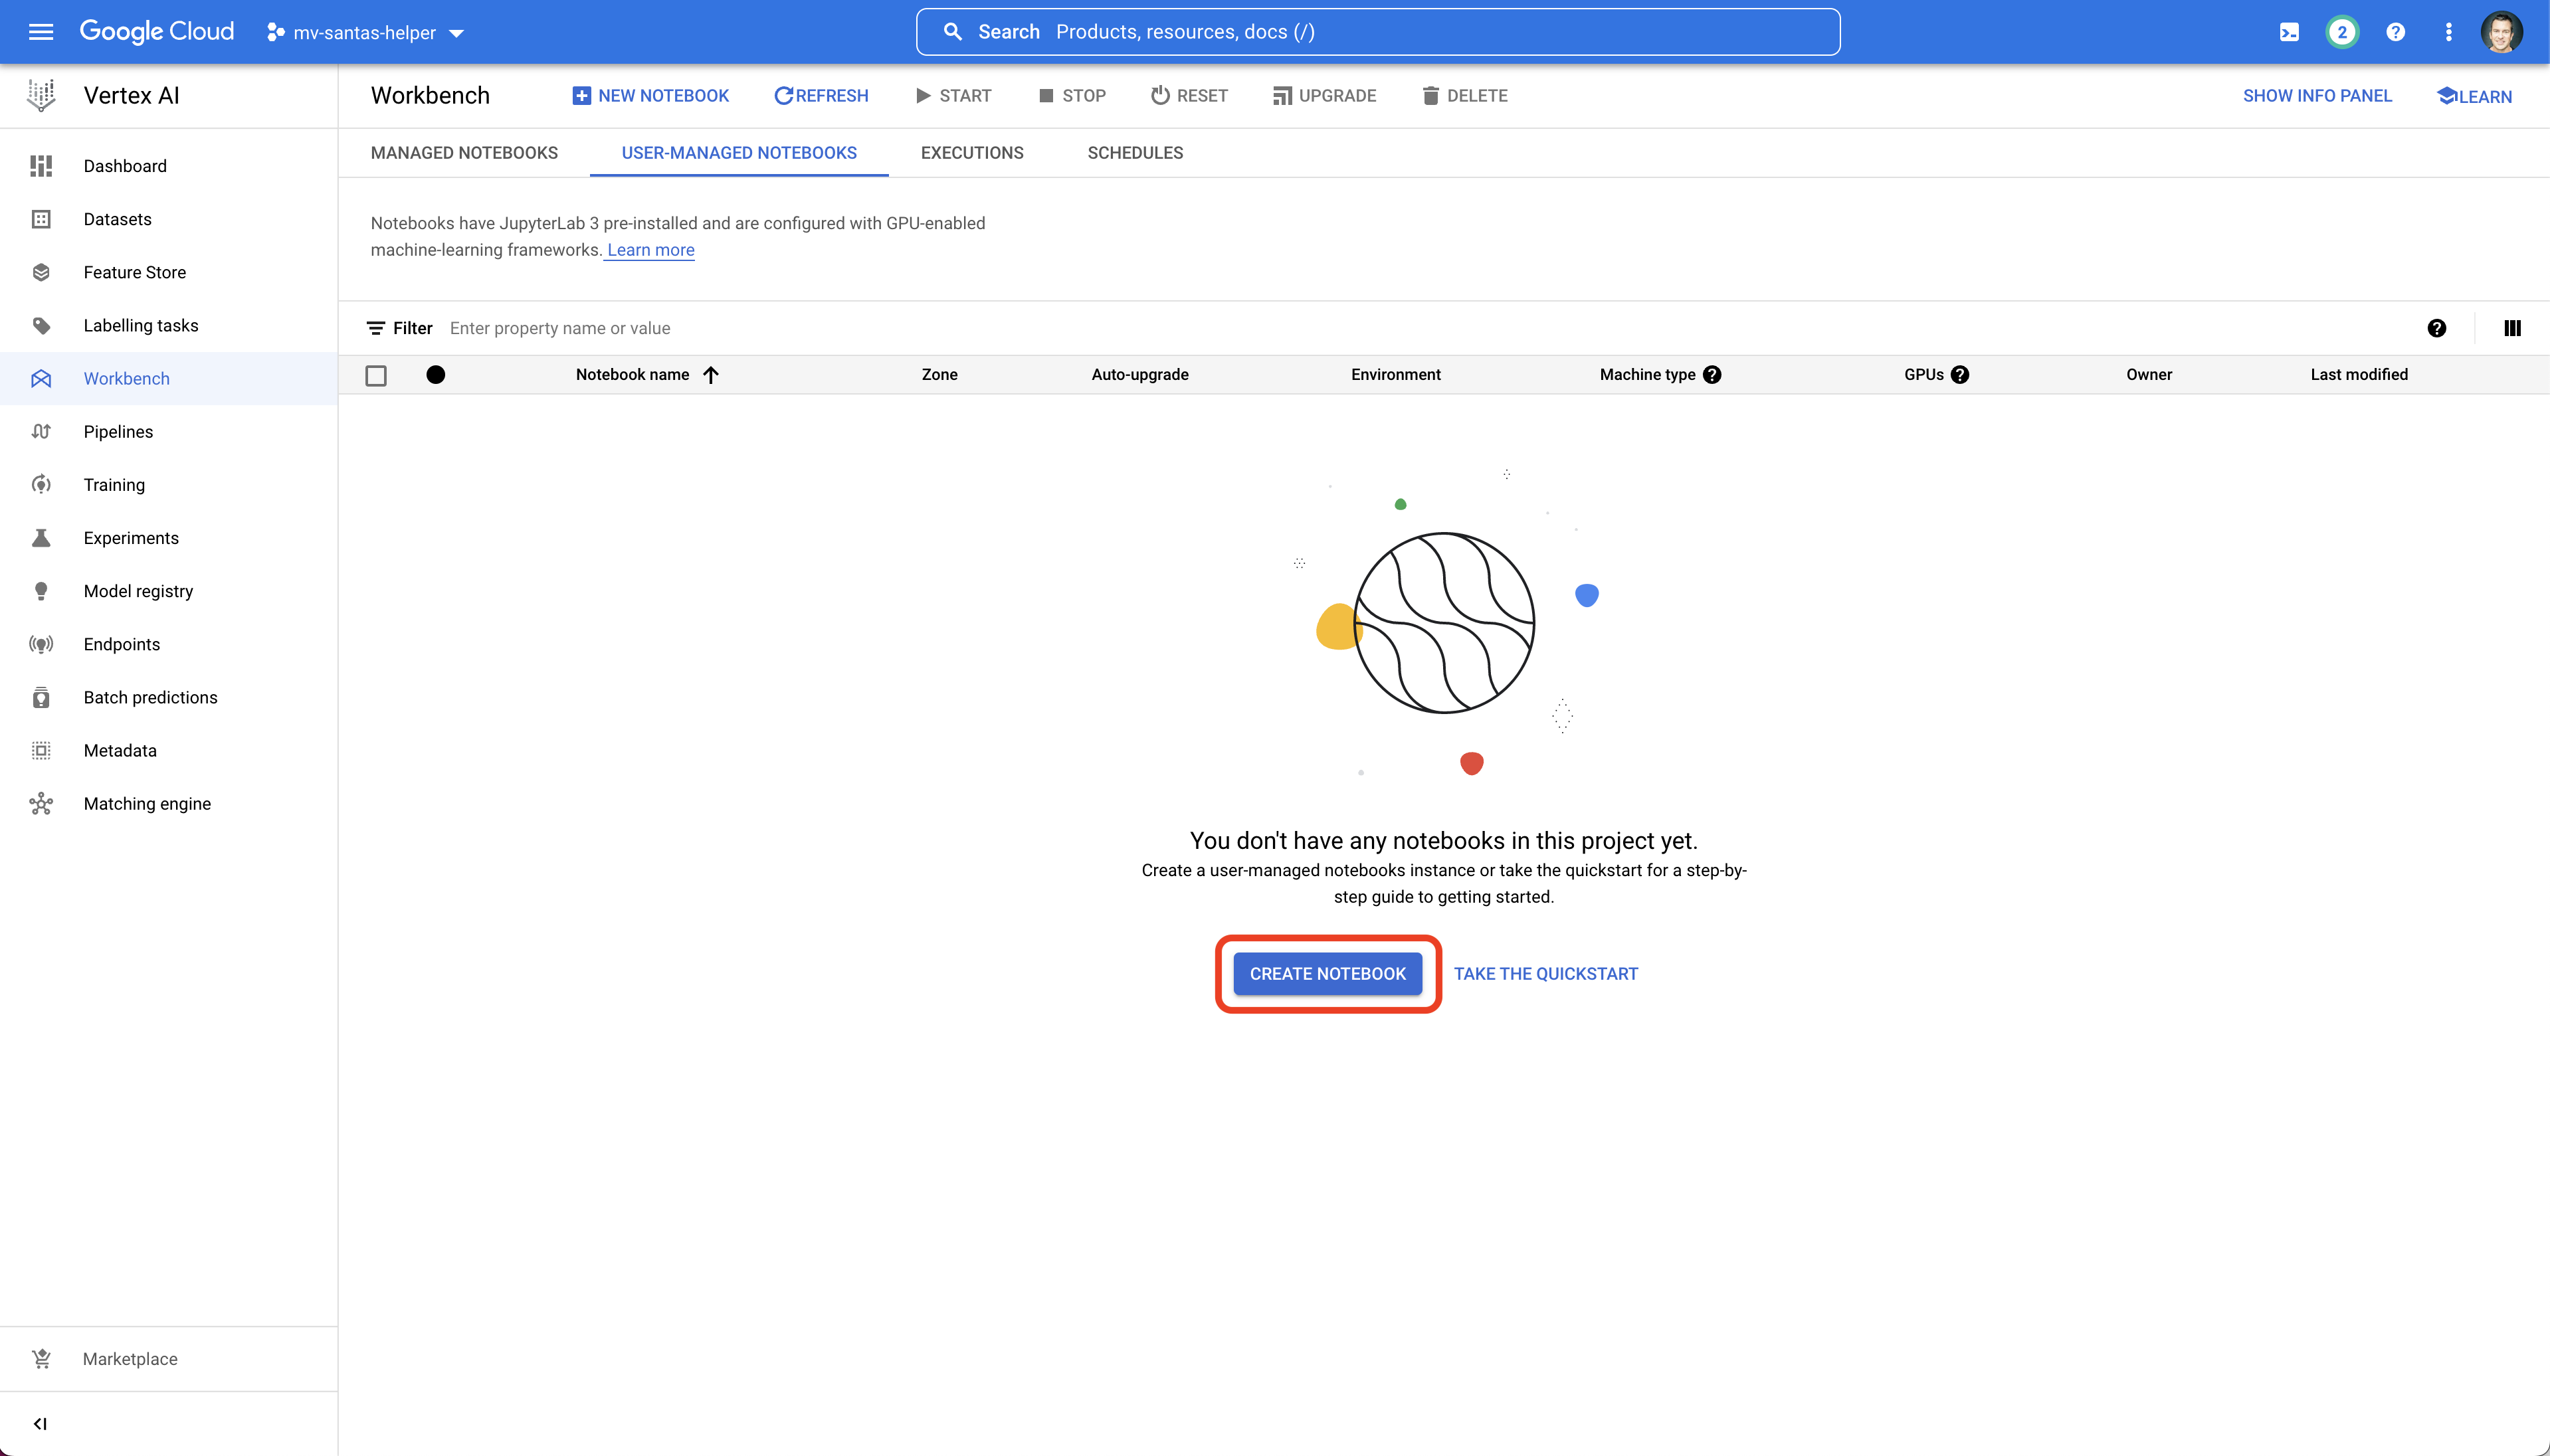 Google Cloud
mv-santas-helper
Search Products, resources, docs (/)
2
Vertex AI
Workbench
NEW NOTEBOOK
REFRESH
START
STOP
RESET
UPGRADE
DELETE
SHOW INFO PANEL
LEARN
Dashboard
Datasets
Feature Store
Labelling tasks
Workbench
Pipelines
Training
Experiments
Model registry
Endpoints
Batch predictions
Metadata
Matching engine
Marketplace
MANAGED NOTEBOOKS
USER-MANAGED NOTEBOOKS
EXECUTIONS
SCHEDULES
Notebooks have JupyterLab 3 pre-installed and are configured with GPU-enabled
machine-learning frameworks. Learn more
Filter Enter property name or value
Notebook name
Zone
Auto-upgrade
Environment
Machine type
GPUs
Owner
Last modified
You don't have any notebooks in this project yet.
Create a user-managed notebooks instance or take the quickstart for a step-by-
step guide to getting started.
CREATE NOTEBOOK
TAKE THE QUICKSTART